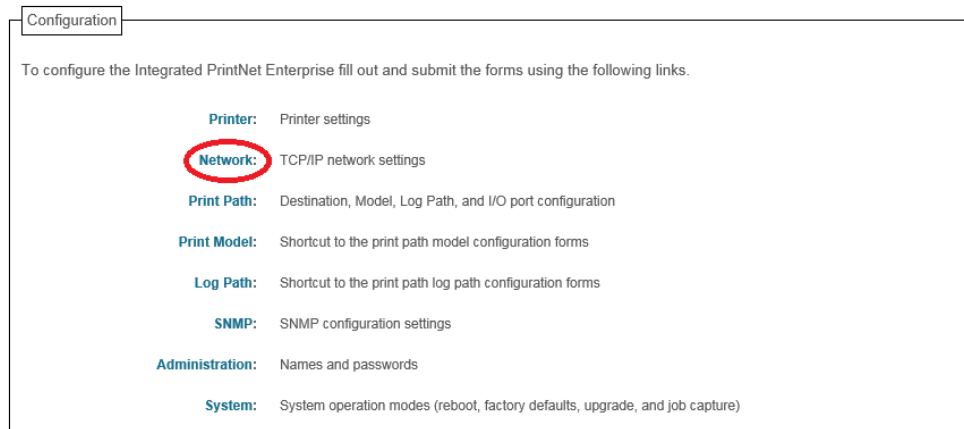 Configuration
To configure the Integrated PrintNet Enterprise fill out and submit the forms using the following links.
Printer: Printer settings
Network: TCP/IP network settings
Print Path: Destination, Model, Log Path, and I/O port configuration
Print Model: Shortcut to the print path model configuration forms
Log Path: Shortcut to the print path log path configuration forms
SNMP: SNMP configuration settings
Administration: Names and passwords
System: System operation modes (reboot, factory defaults, upgrade, and job capture)